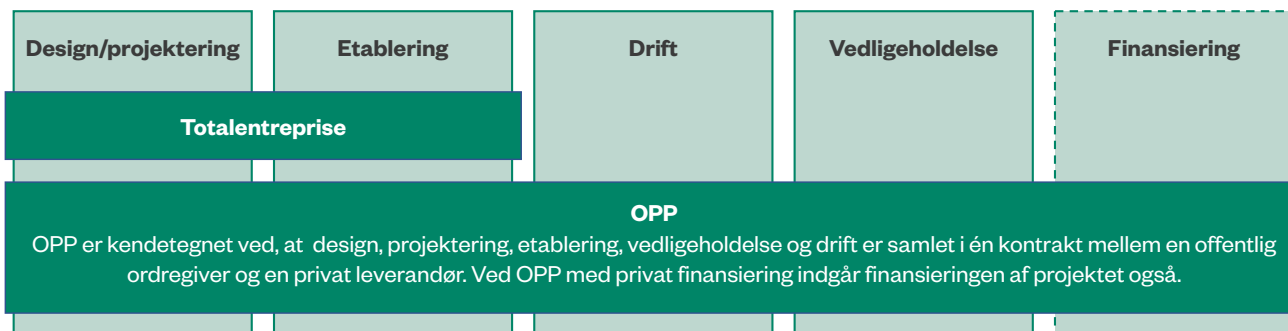 Design/projektering
Etablering
Drift
Vedligeholdelse
Finansiering
Totalentreprise
OPP
OPP er kendetegnet ved, at design, projektering, etablering, vedligeholdelse og drift er samlet i én kontrakt mellem en offentlig
ordregiver og en privat leverandør. Ved OPP med privat finansiering indgår finansieringen af projektet også.